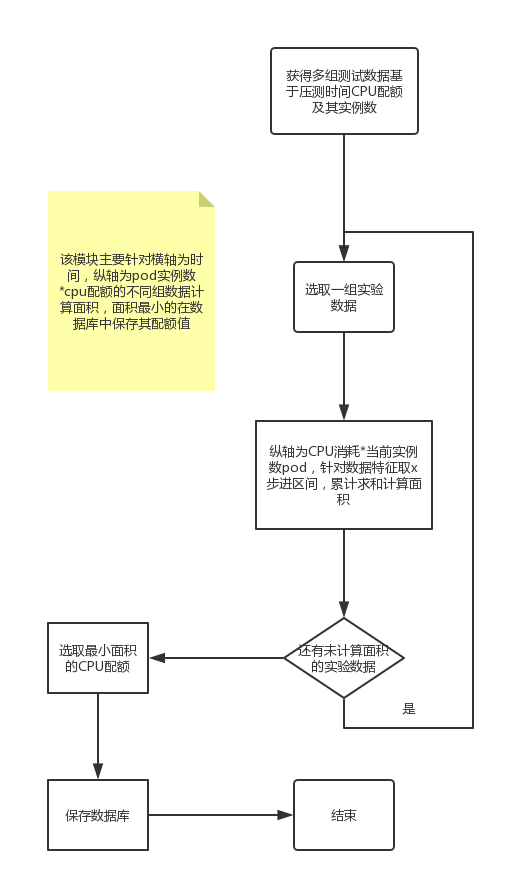 获得多组测试数据基
于压测时间CPU配额
及其实例数
该模块主要针对横轴为时
间，纵轴为pod实例数
*cpu配额的不同组数据计
算面积，面积最小的在数
据库中保存其配额值
选取一组实验
数据
纵轴为CPU消耗*当前实例
数pod，针对数据特征取x
步进区间，累计求和计算面
积
还有未计算面积
的实验数据
是
选取最小面积
的CPU配额
保存数据库
结束